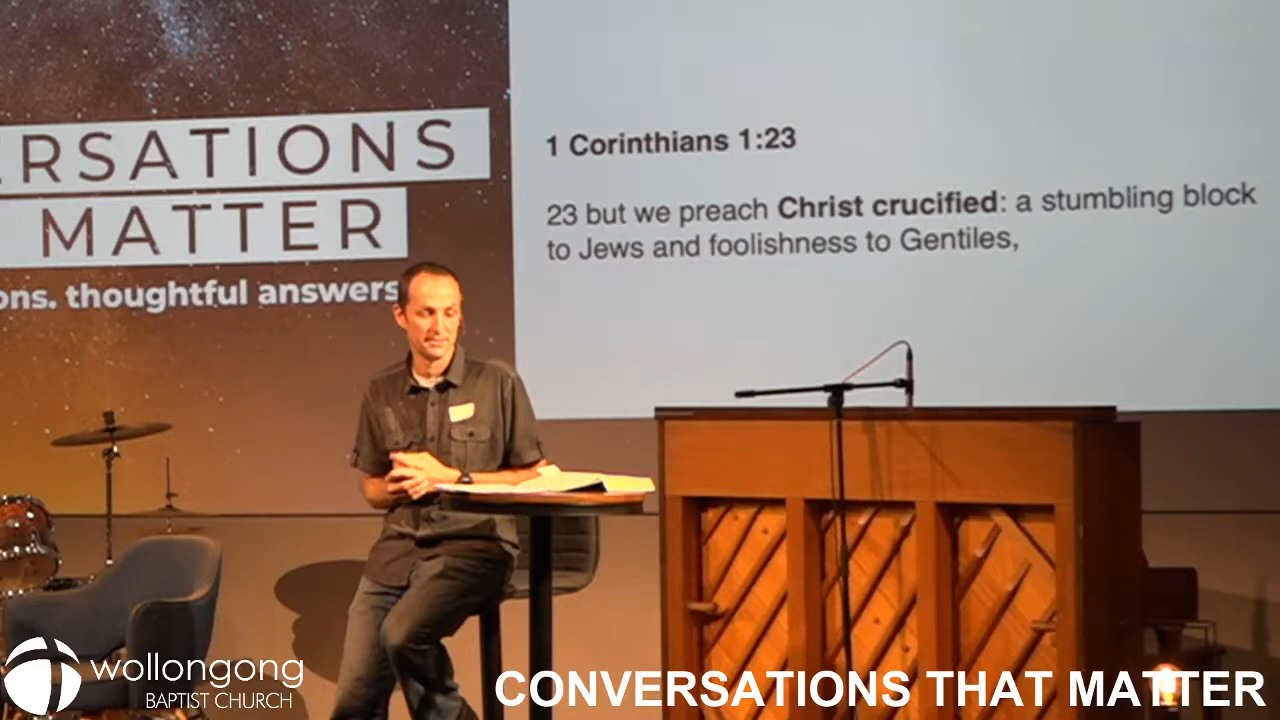 ERSATIONS
MATTER
ons. thoughtful answers
1 Corinthians 1:23
23 but we preach Christ crucified: a stumbling block
to Jews and foolishness to Gentiles,
wollongong
BAPTIST CHURCH
CONVERSATIONS THAT MATTER